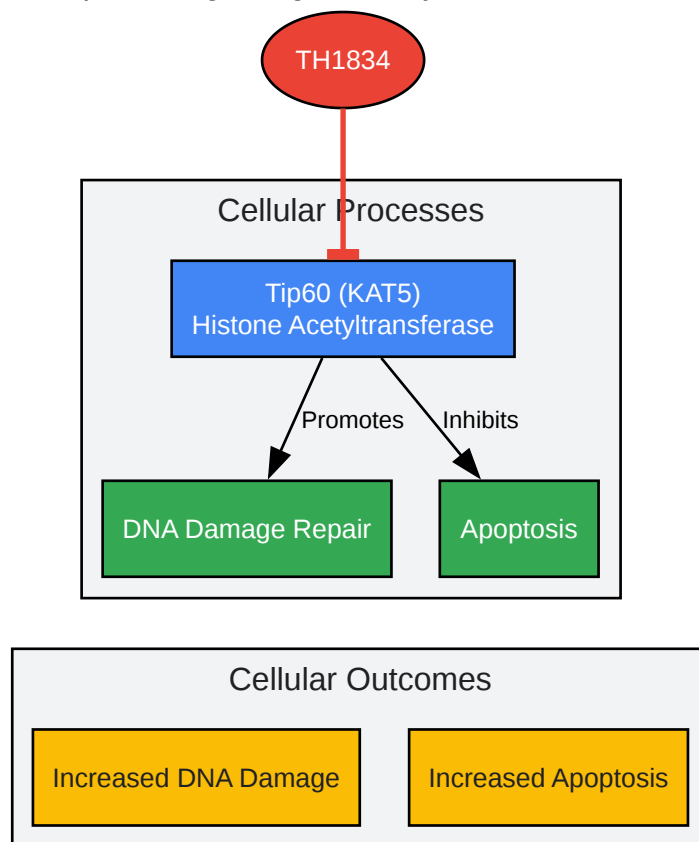 TH1834
Cellular Processes
Tip60 (KAT5)
Histone Acetyltransferase
Promotes
Inhibits
DNA Damage Repair
Apoptosis
Cellular Outcomes
Increased DNA Damage
Increased Apoptosis